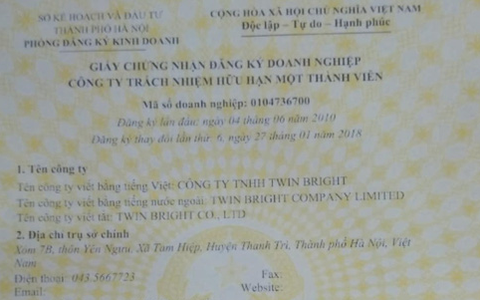 SỞ KẾ HOẠCH VÀ ĐẦU TƯ
THÀNH PHỐ HÀ NỘI
PHÒNG ĐĂNG KÝ KINH DOANH
CỘNG HÒA XÃ HỘI CHỦ NGHĨA VIỆT NAM
Độc lập – Tự do – Hạnh phúc
GIẤY CHỨNG NHẬN ĐĂNG KÝ DOANH NGHIỆP
CÔNG TY TRÁCH NHIỆM HỮU HẠN MỘT THÀNH VIÊN
Mã số doanh nghiệp: 0104736700
Đăng ký lần đầu: ngày 04 tháng 06 năm 2010
Đăng ký thay đổi lần thứ: 6, ngày 27 tháng 01 năm 2018
1. Tên công ty
Tên công ty viết bằng tiếng Việt: CÔNG TY TNHH TWIN BRIGHT
Tên công ty viết bằng tiếng nước ngoài: TWIN BRIGHT COMPANY LIMITED
Tên công ty viết tắt: TWIN BRIGHT CO., LTD
2. Địa chỉ trụ sở chính
Xóm 7B, thôn Yên Ngưu, Xã Tam Hiệp, Huyện Thanh Trì, Thành phố Hà Nội, Việt
Nam
Điện thoại: 043.5667723 Fax:
Email: Website: